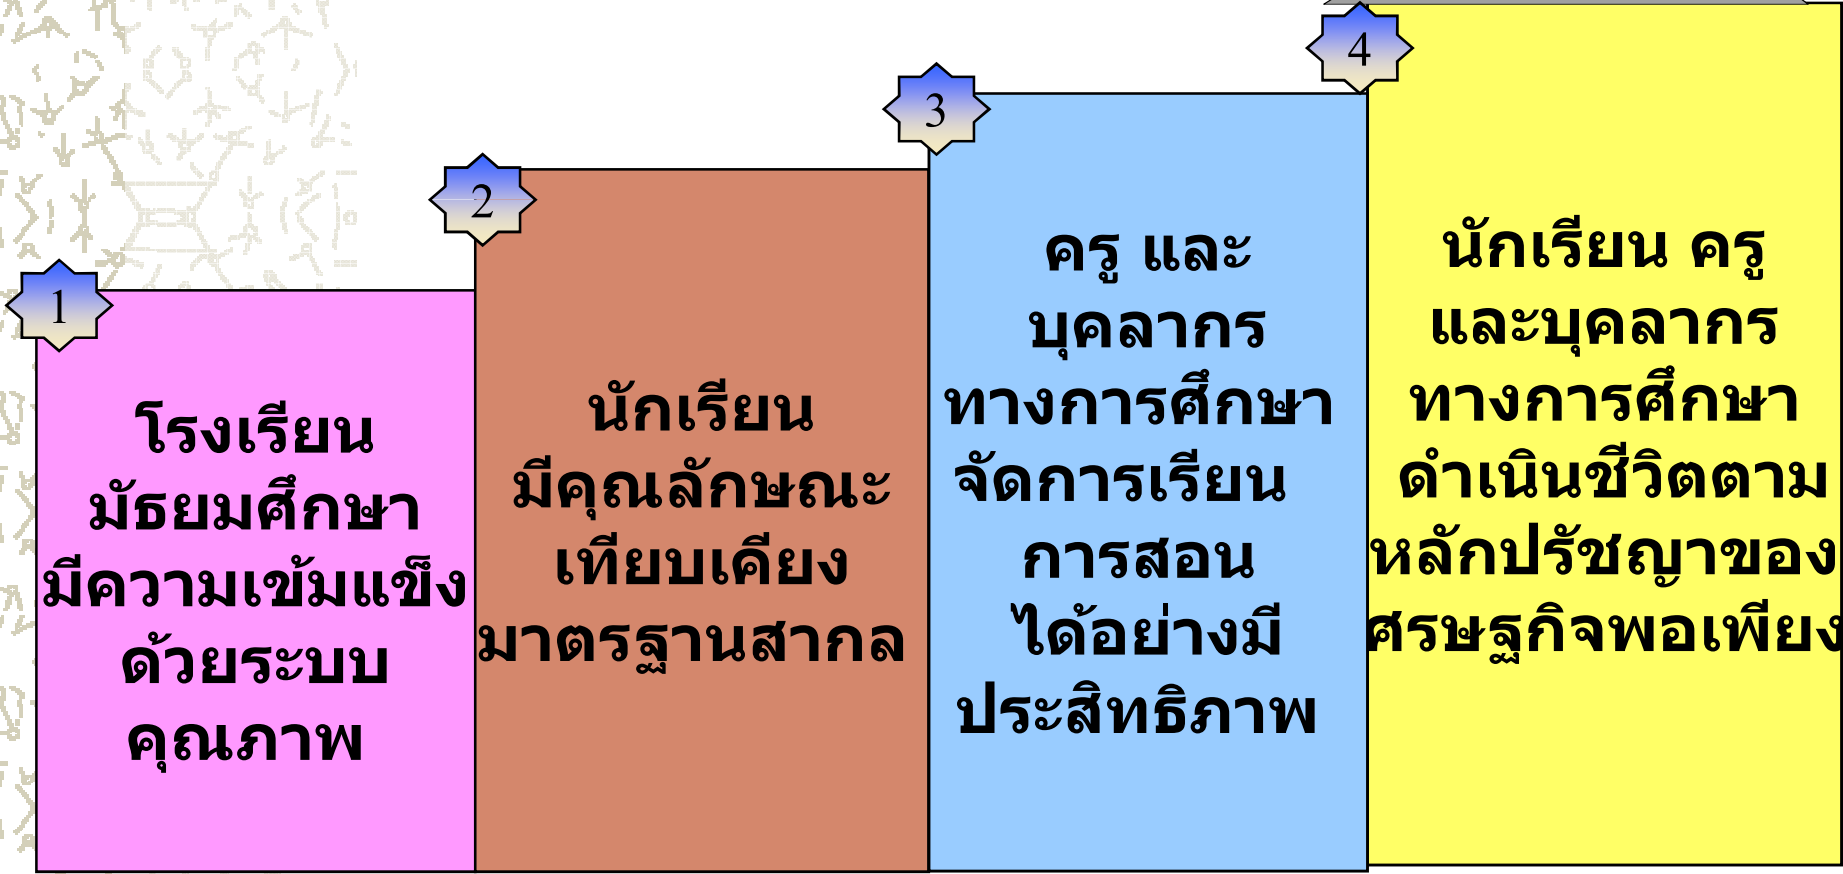 1
โรงเรียน
มัธยมศึกษา
มีความเข้มแข็ง
ด้วยระบบ
คุณภาพ
2
นักเรียน
มีคุณลักษณะ
เทียบเคียง
มาตรฐานสากล
3
ครู และ
บุคลากร
ทางการศึกษา
จัดการเรียน
การสอน
ได้อย่างมี
ประสิทธิภาพ
4
นักเรียน ครู
และบุคลากร
ทางการศึกษา
ดำเนินชีวิตตาม
หลักปรัชญาของ
ศรษฐกิจพอเพียง